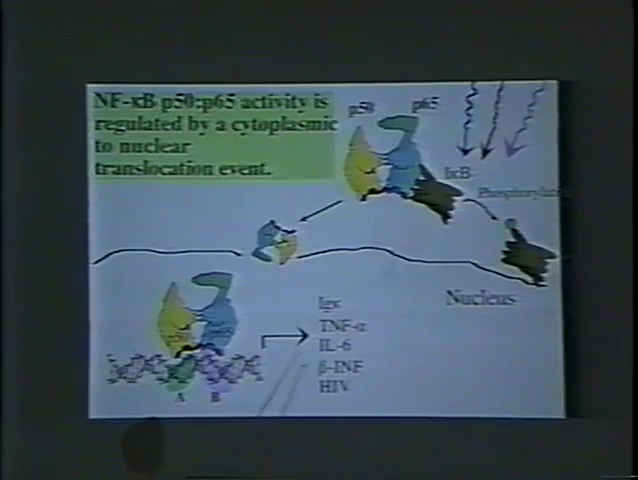 NF-κB p50:p65 activity is
regulated by a cytoplasmic
to nuclear
translocation event.
p50
p65
IκB
Nucleus
Igκ
TNF-α
IL-6
β-INF
HIV
A
B